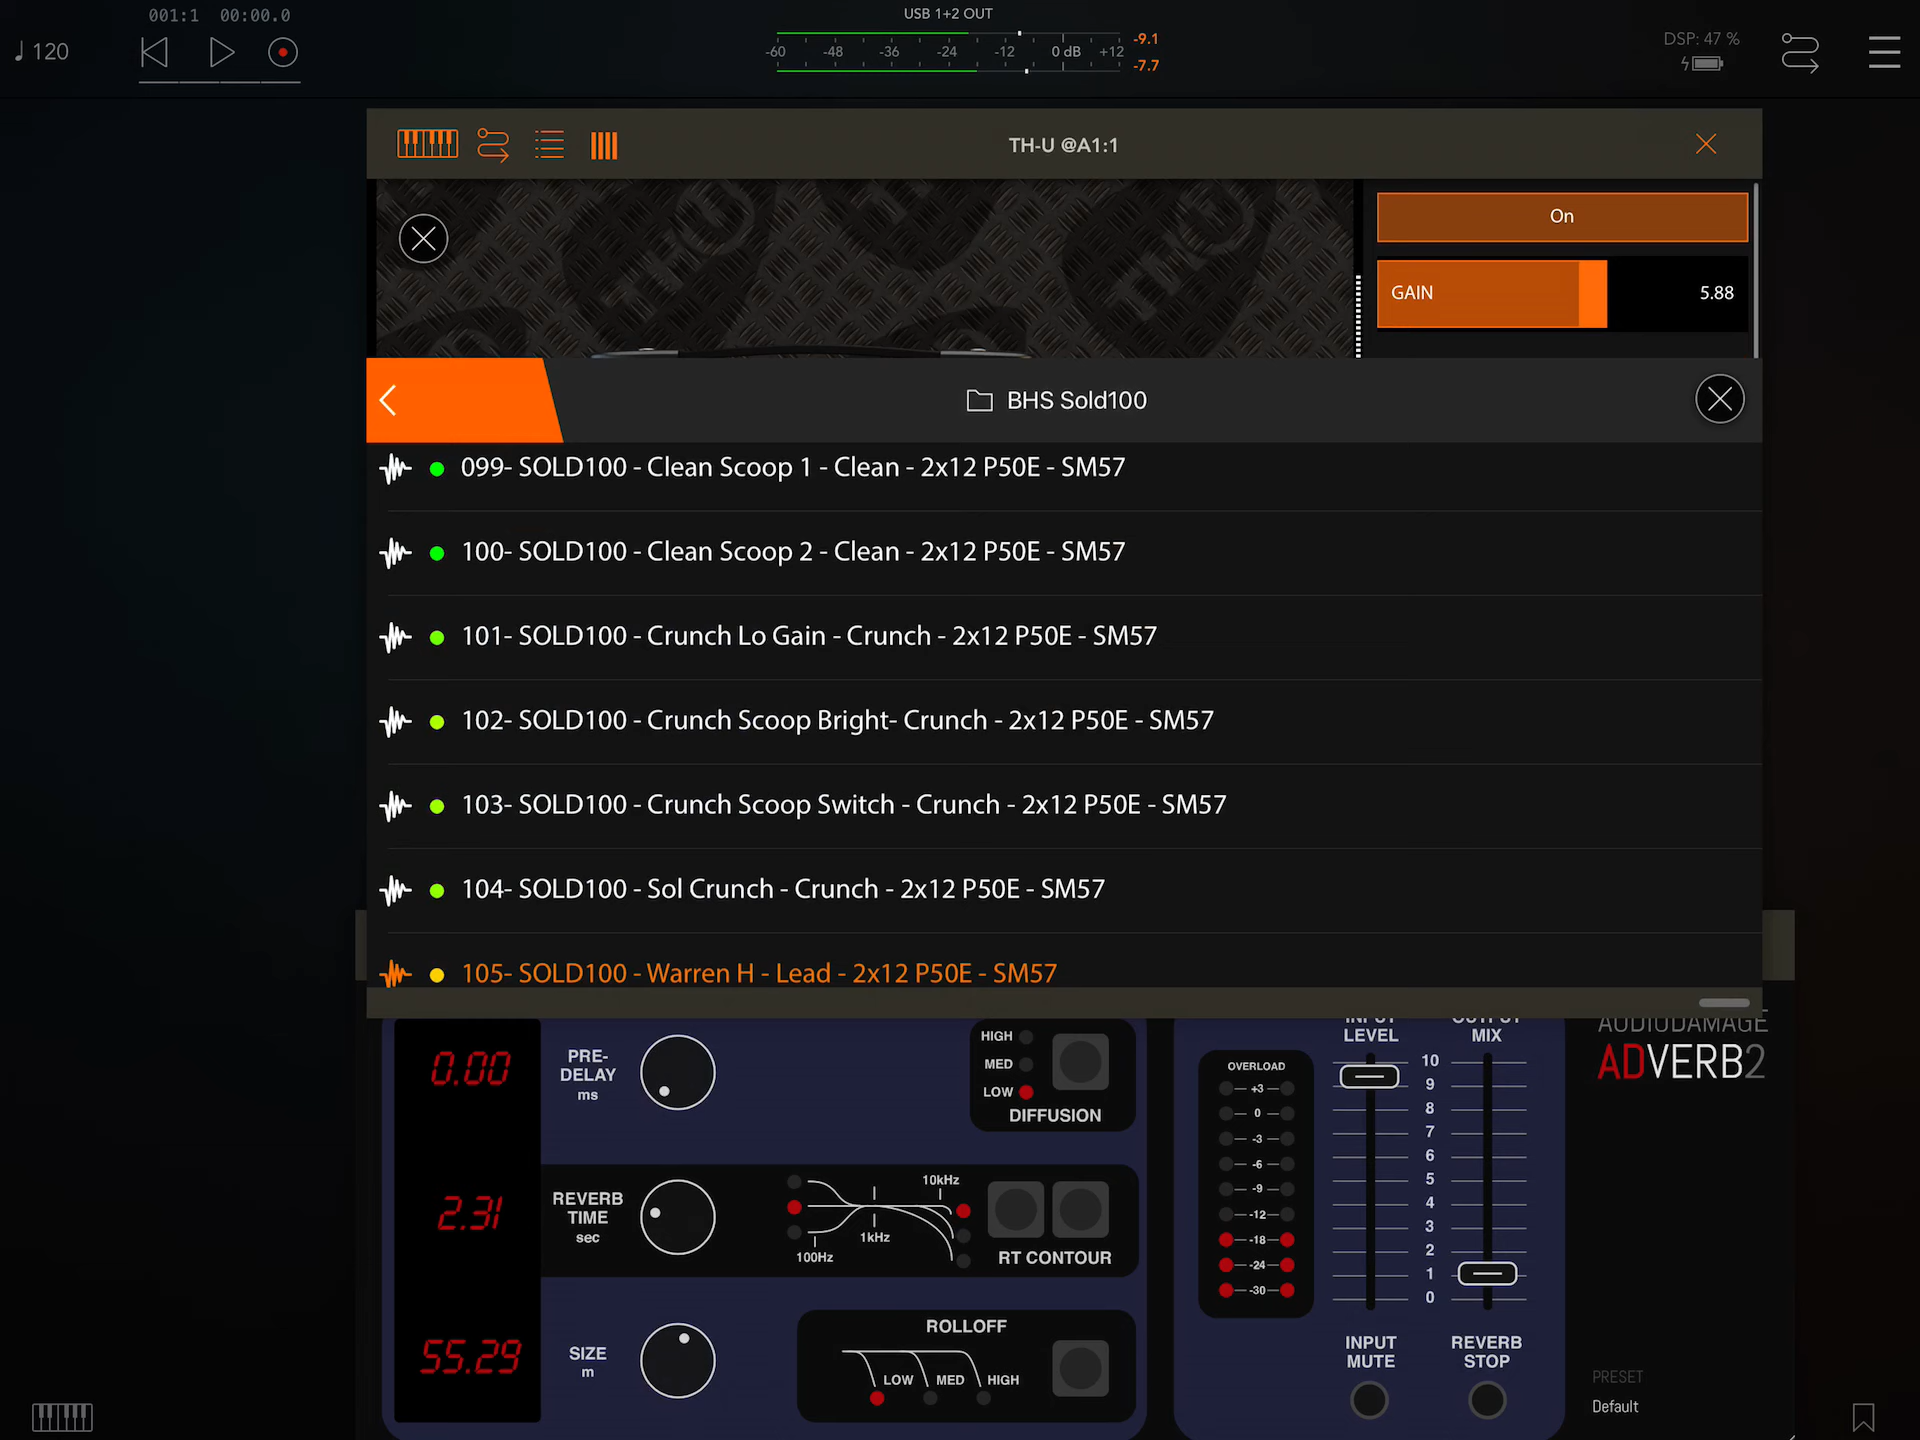 001:1 00:00.0
USB 1+2 OUT
120
-60 -48 -36 -24 -12 0 dB +12
-9.1
-7.7
DSP: 47 %
TH-U @A1:1
On
GAIN 5.88
BHS Sold100
099- SOLD100 - Clean Scoop 1 - Clean - 2x12 P50E - SM57
100- SOLD100 - Clean Scoop 2 - Clean - 2x12 P50E - SM57
101- SOLD100 - Crunch Lo Gain - Crunch - 2x12 P50E - SM57
102- SOLD100 - Crunch Scoop Bright- Crunch - 2x12 P50E - SM57
103- SOLD100 - Crunch Scoop Switch - Crunch - 2x12 P50E - SM57
104- SOLD100 - Sol Crunch - Crunch - 2x12 P50E - SM57
105- SOLD100 - Warren H - Lead - 2x12 P50E - SM57
0.00
PRE-
DELAY
ms
HIGH
MED
LOW
DIFFUSION
2.31
REVERB
TIME
sec
10kHz
1kHz
100Hz
RT CONTOUR
55.29
SIZE
m
ROLLOFF
LOW MED HIGH
OVERLOAD
+3
0
-3
-6
-9
-12
-18
-24
-30
INPUT
LEVEL
OUTPUT
MIX
10
9
8
7
6
5
4
3
2
1
0
INPUT
MUTE
REVERB
STOP
AUDIODAMAGE
ADVERB2
PRESET
Default